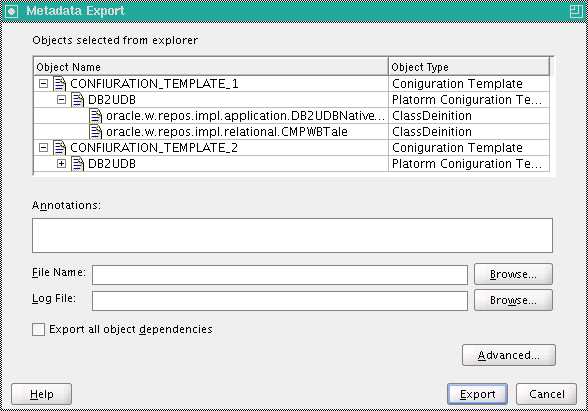 Metadata Export
Objects selected from explorer
Object Name Object Type
CONFIURATION_TEMPLATE_1 Coniguration Template
DB2UDB Platorm Coniguration Te...
oracle.w.repos.impl.application.DB2UDBNative... ClassDeinition
oracle.w.repos.impl.relational.CMPWBTale ClassDeinition
CONFIURATION_TEMPLATE_2 Coniguration Template
DB2UDB Platorm Coniguration Te...
Annotations:
File Name: Browse...
Log File: Browse...
Export all object dependencies
Advanced...
Help Export Cancel